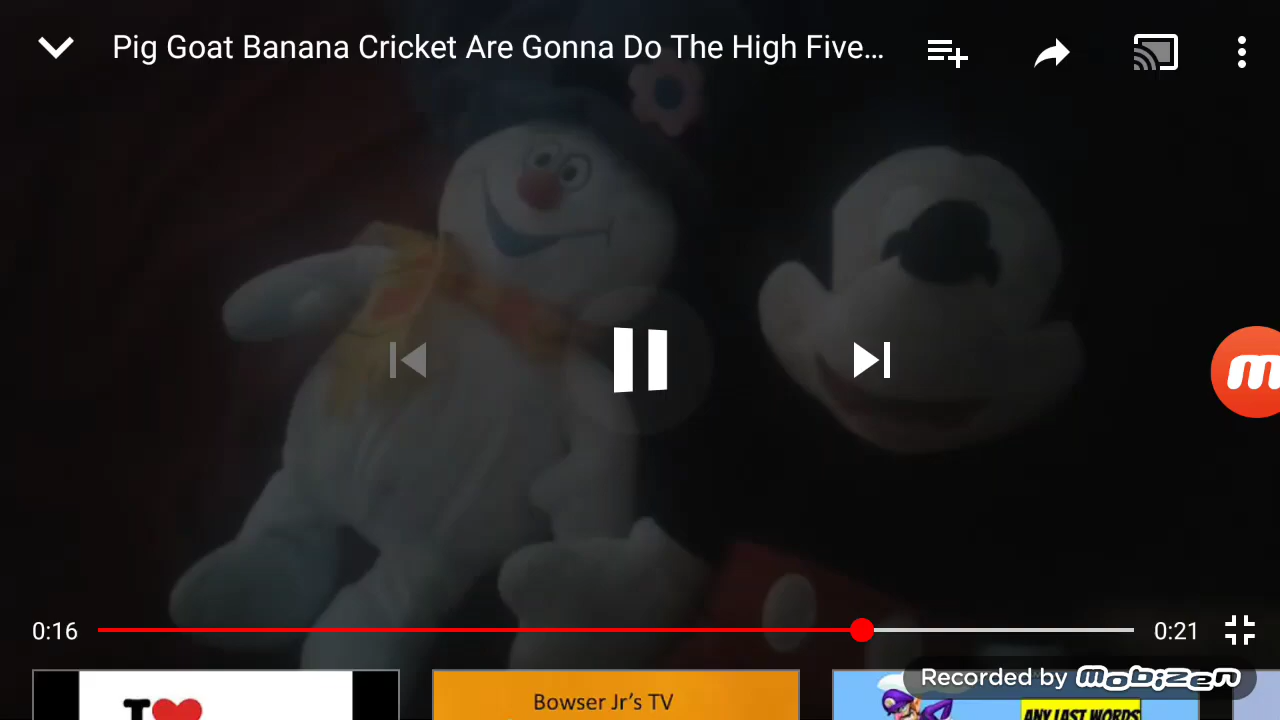 Pig Goat Banana Cricket Are Gonna Do The High Five...
m
0:16
0:21
Recorded by mobizen
I
Bowser Jr's TV
ANY LAST WORDS